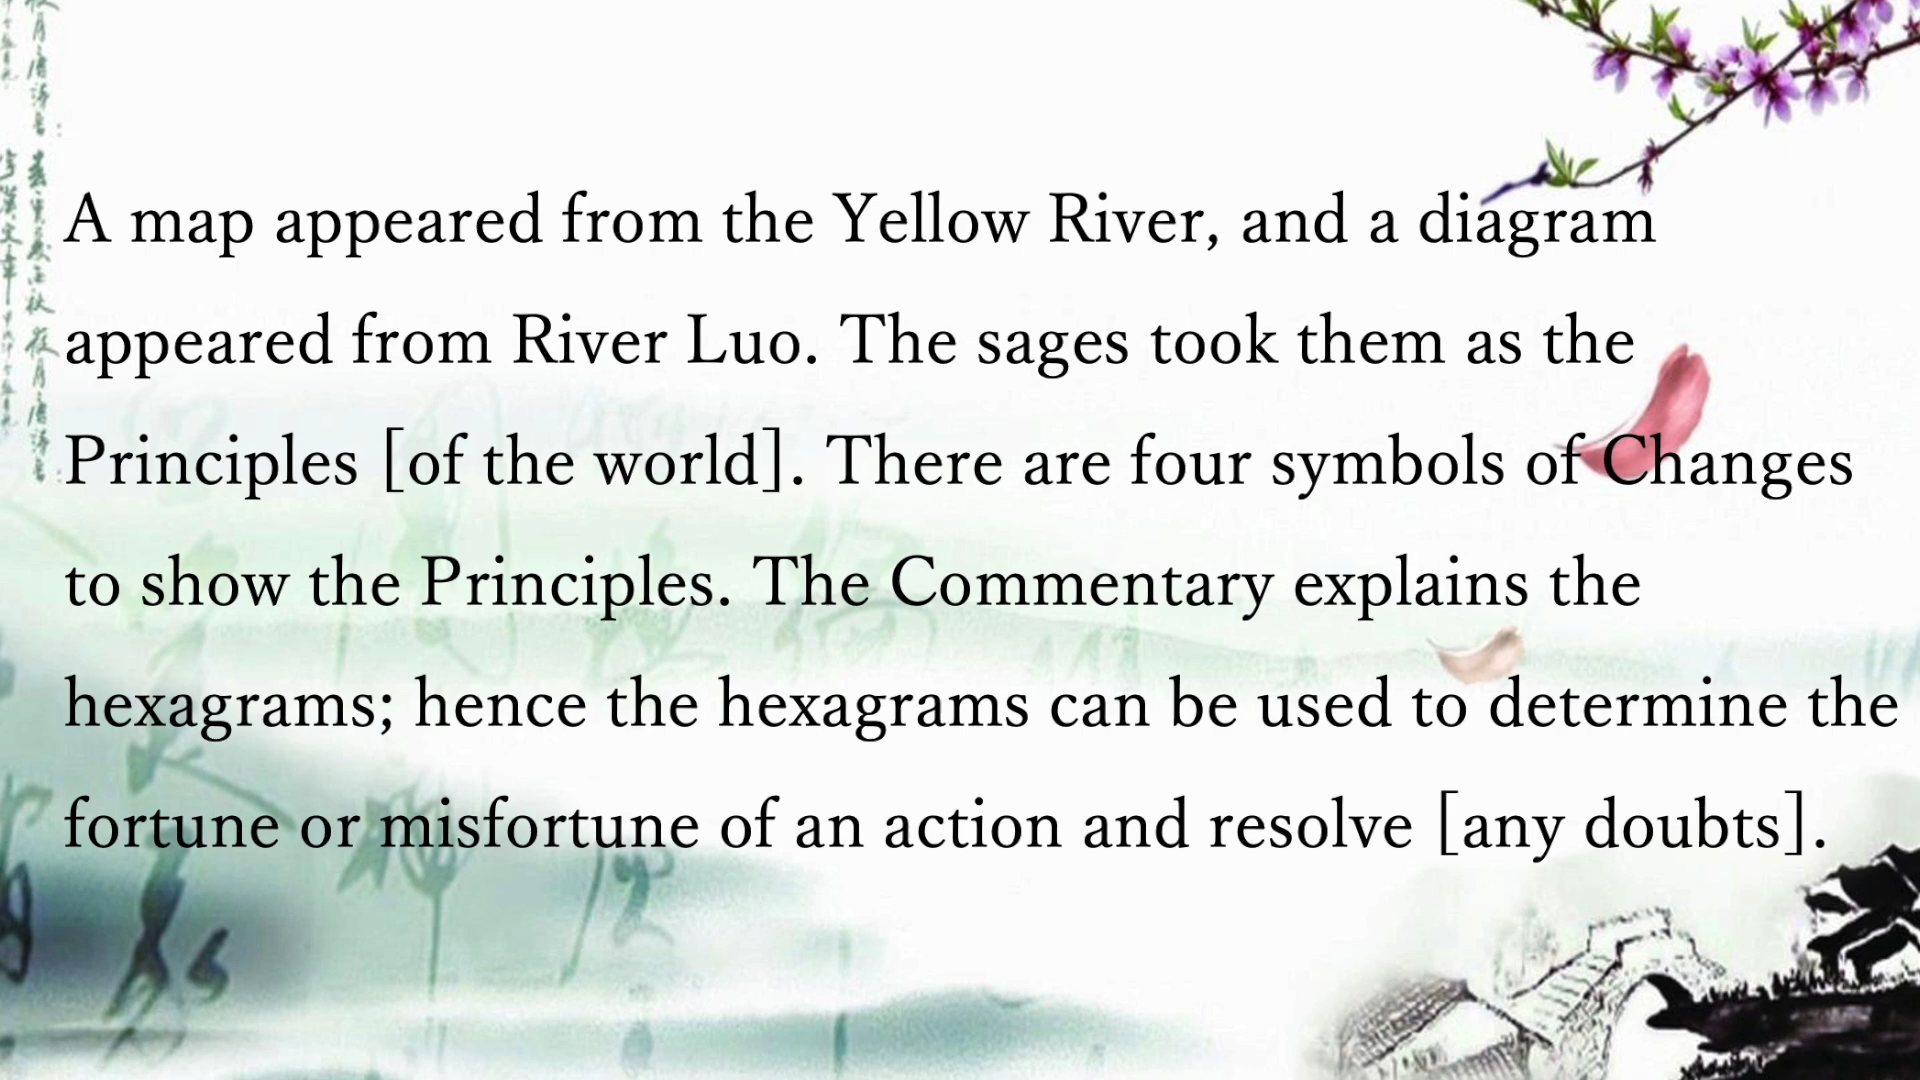 A map appeared from the Yellow River, and a diagram
appeared from River Luo. The sages took them as the
Principles [of the world]. There are four symbols of Changes
to show the Principles. The Commentary explains the
hexagrams; hence the hexagrams can be used to determine the
fortune or misfortune of an action and resolve [any doubts].